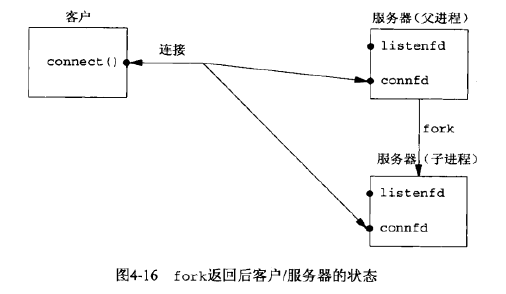 客户
服务器(父进程)
connect()
连接
listenfd
connfd
fork
服务器(子进程)
listenfd
connfd
图4-16 fork返回后客户/服务器的状态